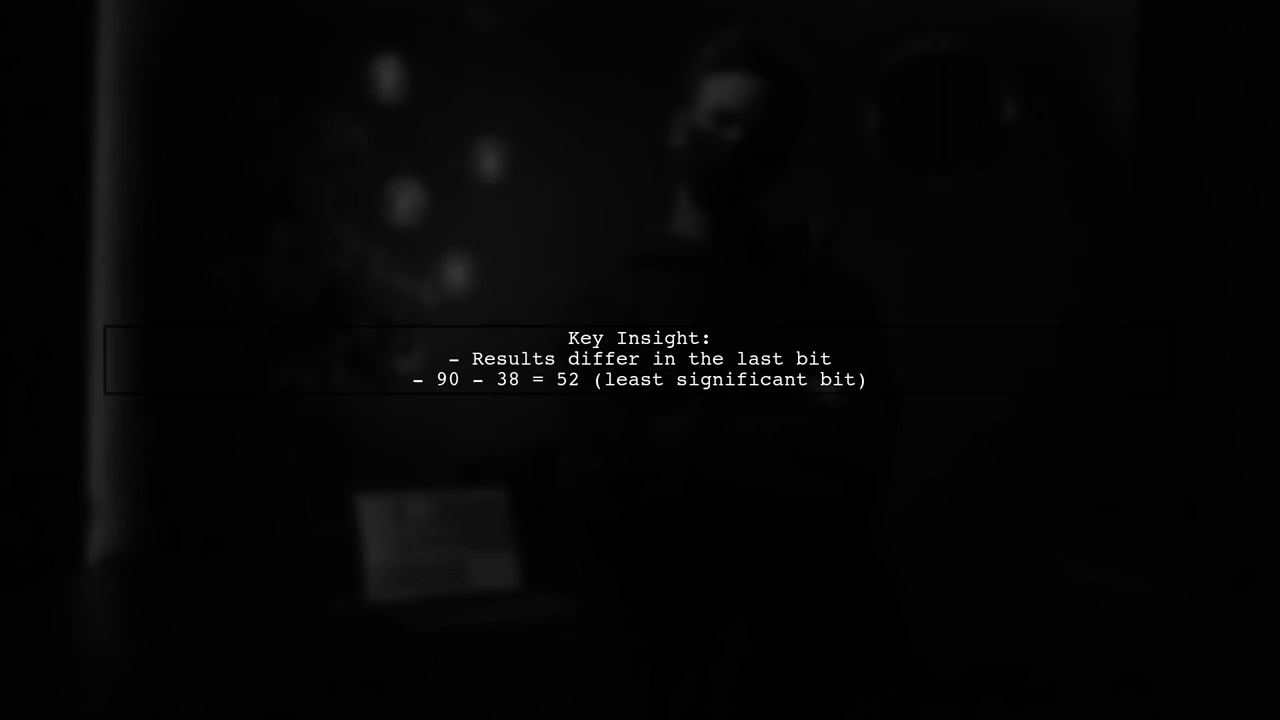 Key Insight:
- Results differ in the last bit
- 90 - 38 = 52 (least significant bit)